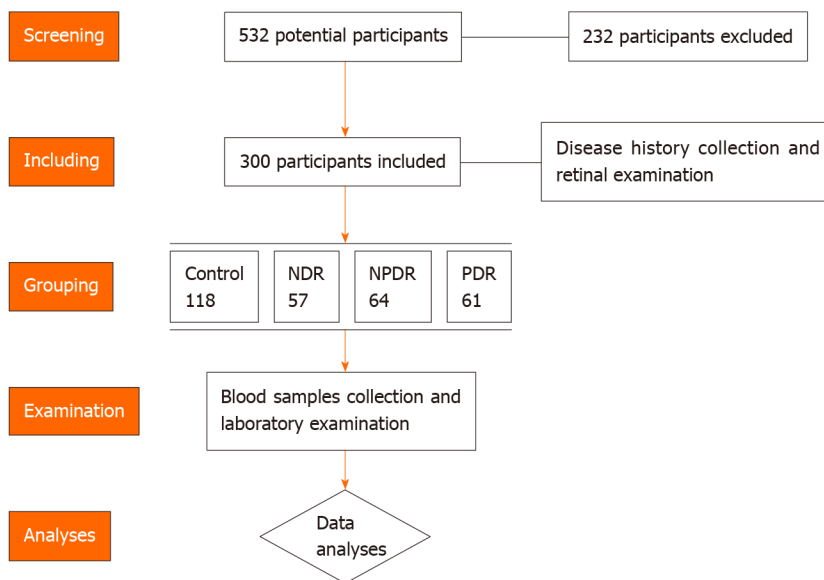 Screening
532 potential participants
232 participants excluded
Including
300 participants included
Disease history collection and
retinal examination
Grouping
Control
118
NDR
57
NPDR
64
PDR
61
Examination
Blood samples collection and
laboratory examination
Analyses
Data
analyses